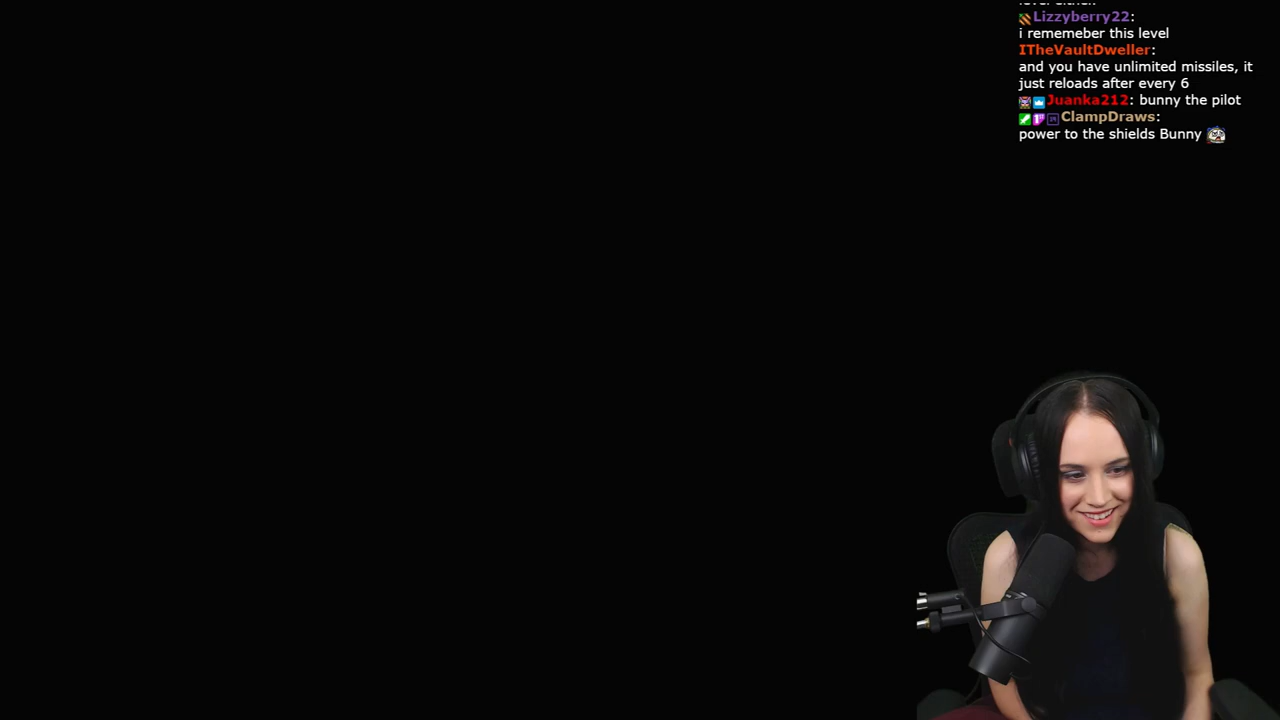 Lizzyberry22:
i rememeber this level
ITheVaultDweller:
and you have unlimited missiles, it
just reloads after every 6
Juanka212: bunny the pilot
ClampDraws:
power to the shields Bunny